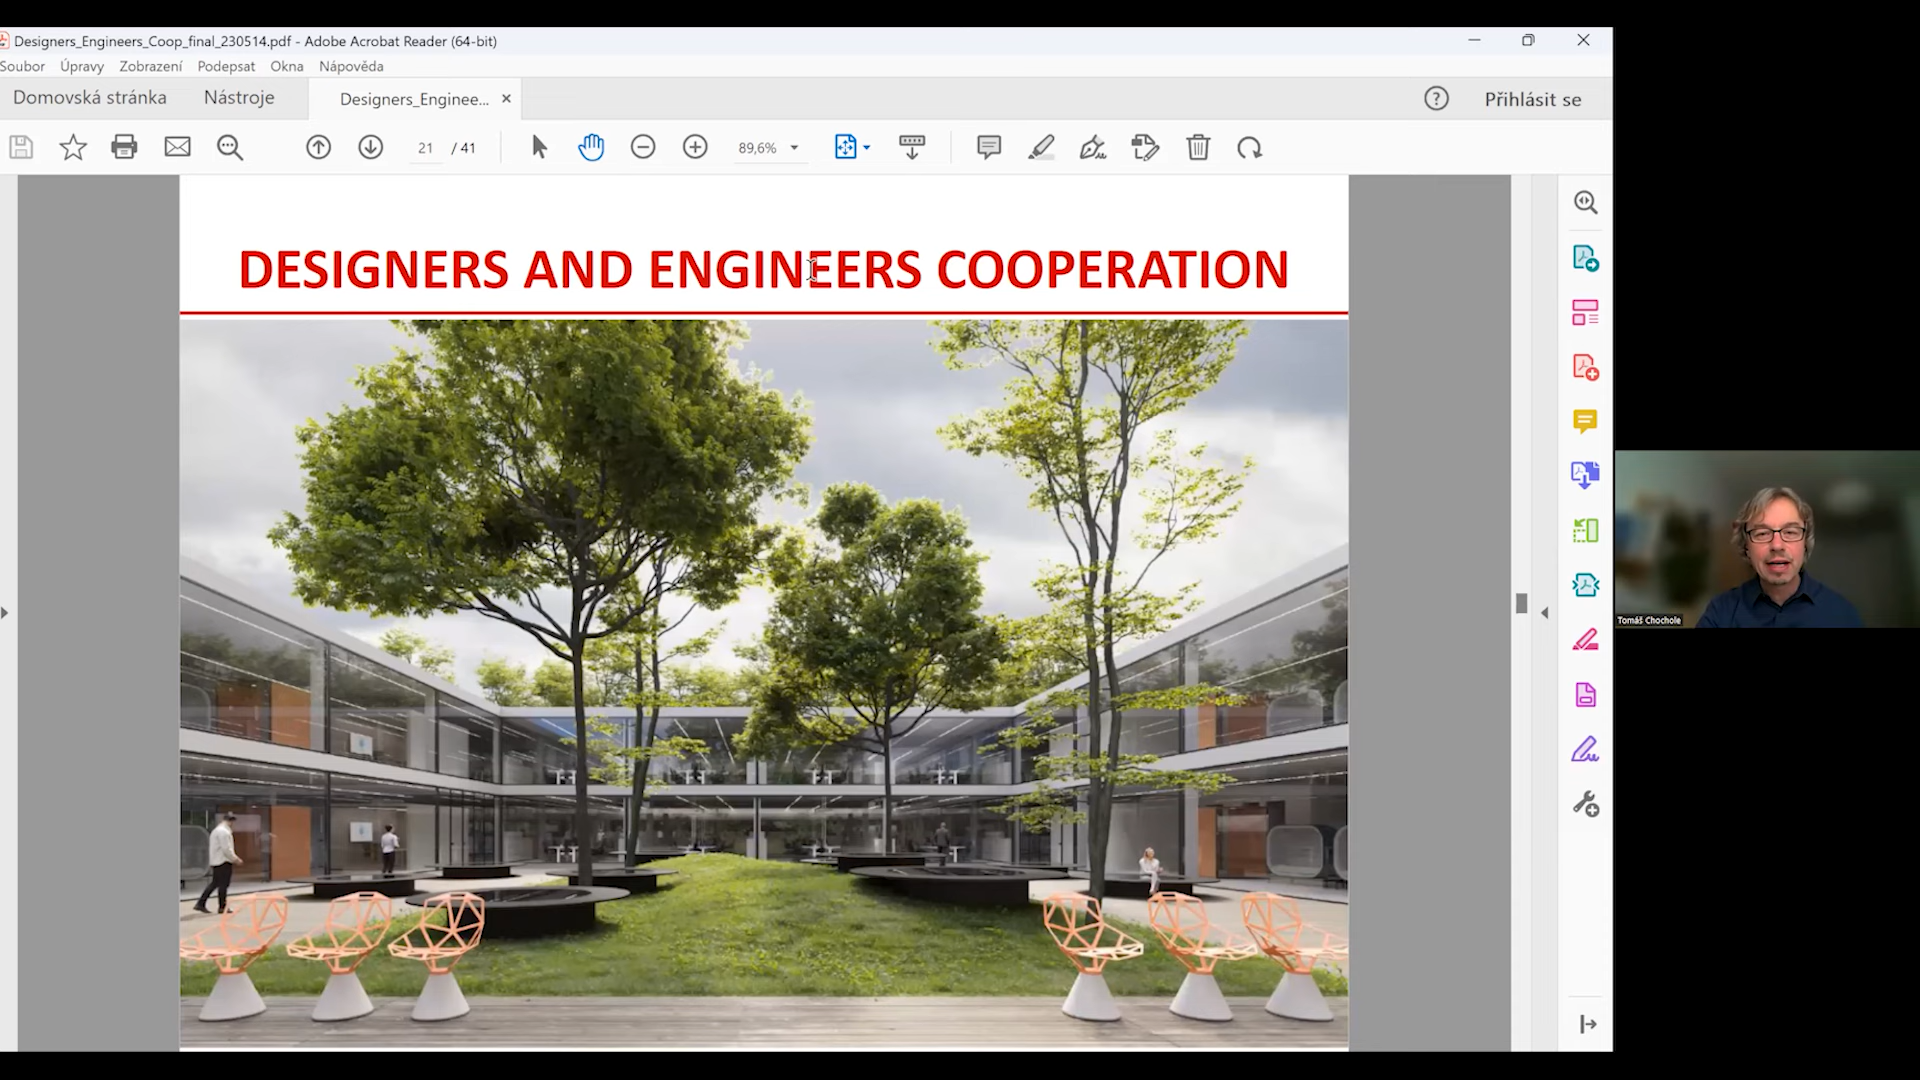 Designers_Engineers_Coop_final_230514.pdf - Adobe Acrobat Reader (64-bit)
Soubor Úpravy Zobrazení Podepsat Okna Nápověda
Domovská stránka Nástroje Designers_Enginee... Přihlásit se
21 / 41 89,6%
DESIGNERS AND ENGINEERS COOPERATION
Tomáš Chochole